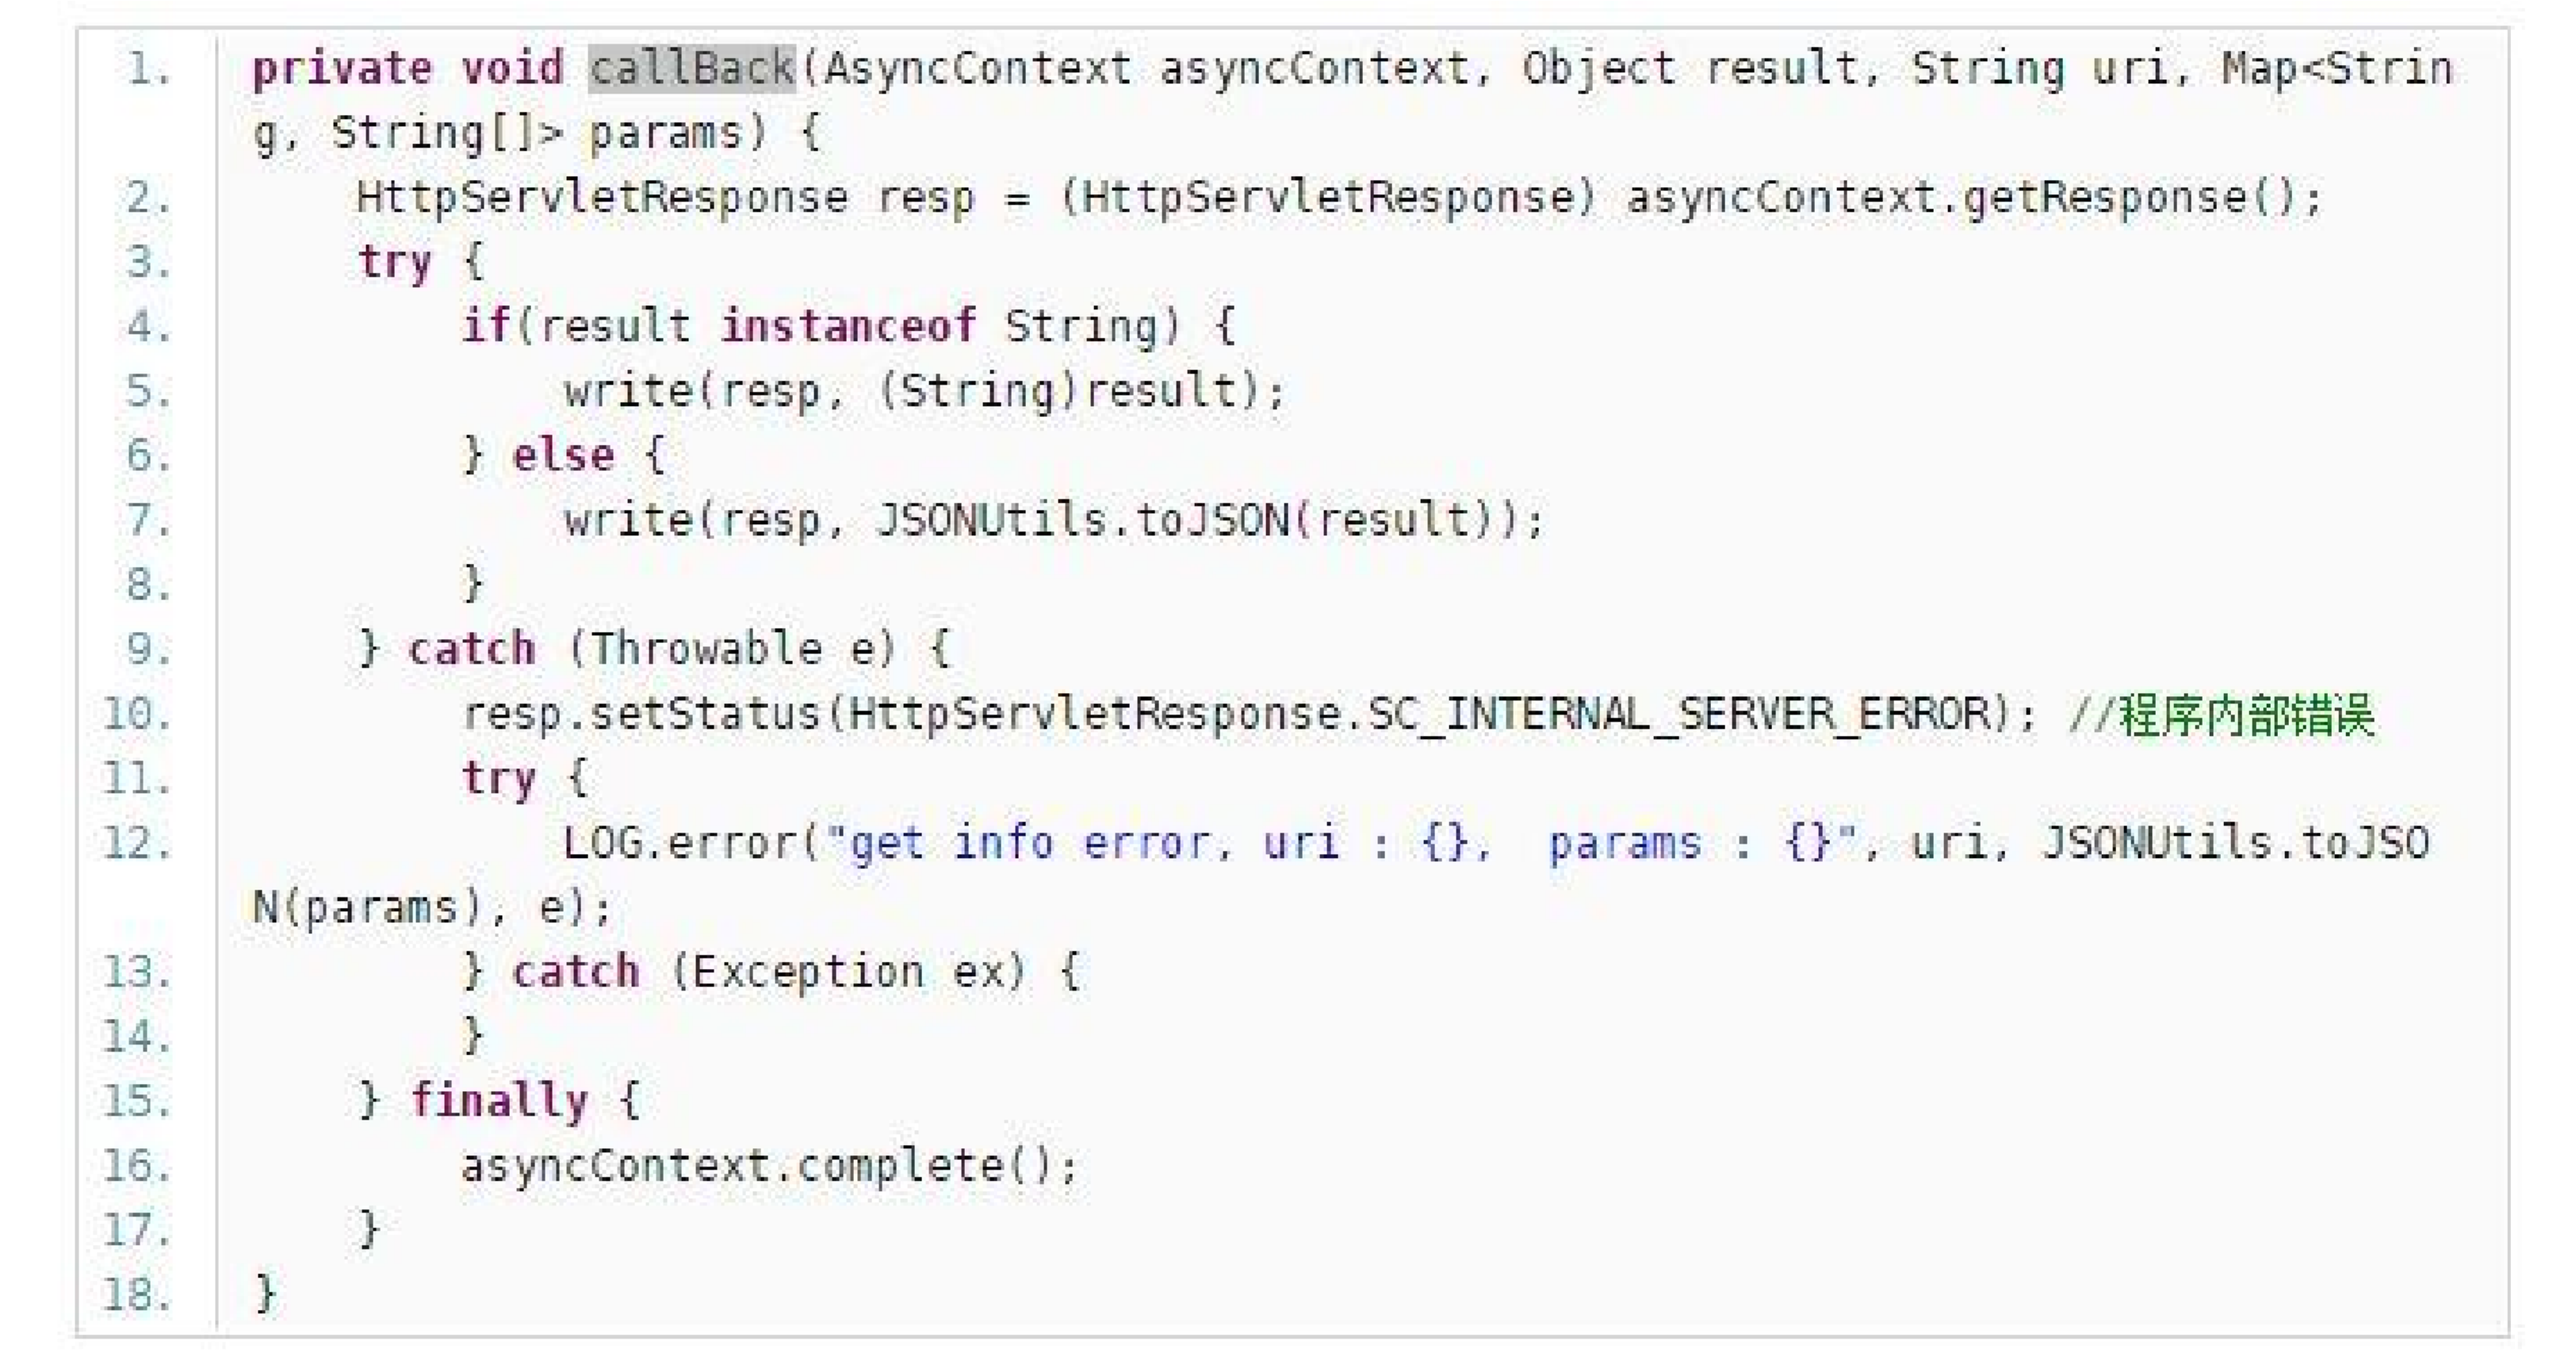 1. private void callBack(AsyncContext asyncContext, Object result, String uri, Map<Strin
g, String[]> params) {
2.     HttpServletResponse resp = (HttpServletResponse) asyncContext.getResponse();
3.     try {
4.         if(result instanceof String) {
5.             write(resp, (String)result);
6.         } else {
7.             write(resp, JSONUtils.toJSON(result));
8.         }
9.     } catch (Throwable e) {
10.         resp.setStatus(HttpServletResponse.SC_INTERNAL_SERVER_ERROR); //程序内部错误
11.         try {
12.             LOG.error("get info error, uri : {},  params : {}", uri, JSONUtils.toJSO
N(params), e);
13.         } catch (Exception ex) {
14.         }
15.     } finally {
16.         asyncContext.complete();
17.     }
18. }